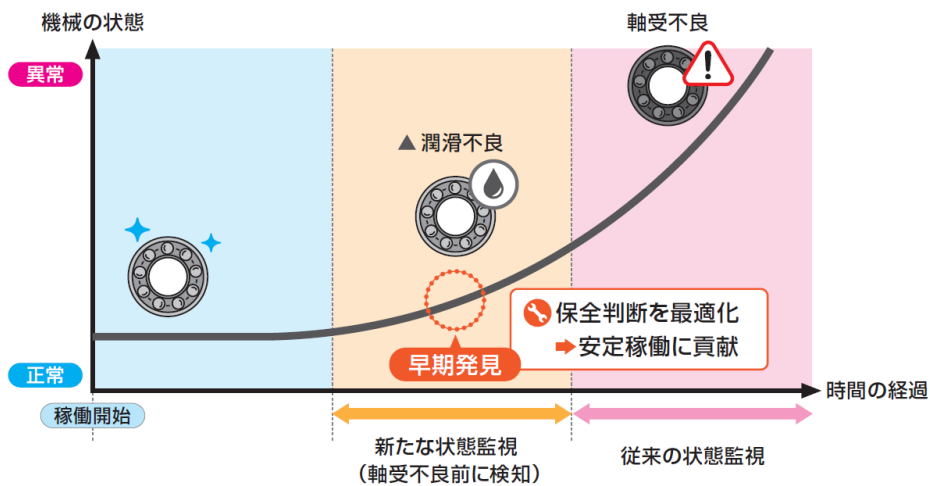 機械の状態
軸受不良
異常
▲潤滑不良
保全判断を最適化
➡安定稼働に貢献
早期発見
正常
時間の経過
稼働開始
新たな状態監視
(軸受不良前に検知)
従来の状態監視